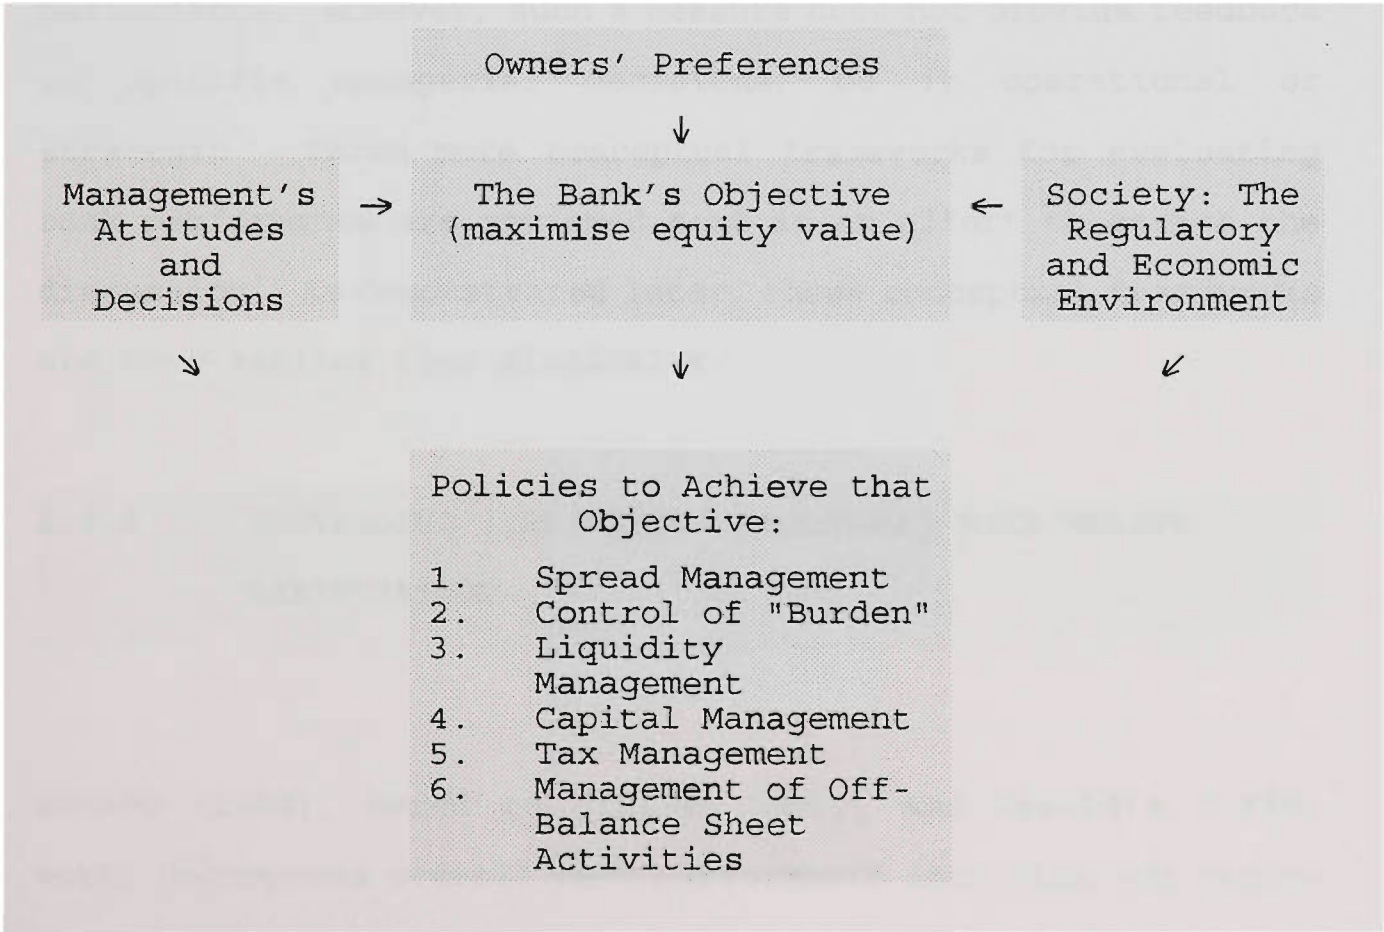 Owners' Preferences
↓
Management's
Attitudes
and
Decisions
→
The Bank's Objective
(maximise equity value)
←
Society: The
Regulatory
and Economic
Environment
↘
↓
↙
Policies to Achieve that
Objective:
1. Spread Management
2. Control of "Burden"
3. Liquidity
Management
4. Capital Management
5. Tax Management
6. Management of Off-
Balance Sheet
Activities